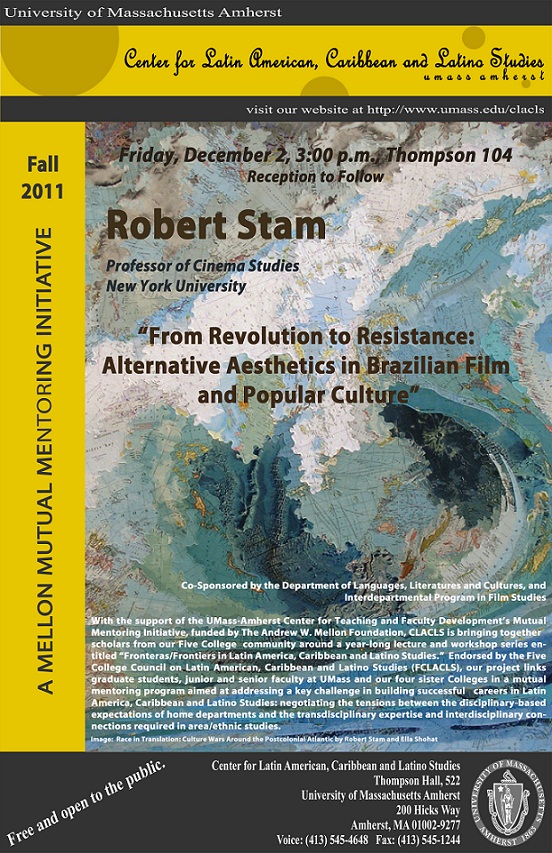 University of Massachusetts Amherst
Center for Latin American, Caribbean and Latino Studies
umass amherst
visit our website at http://www.umass.edu/clacls
Fall
2011
A MELLON MUTUAL MENTORING INITIATIVE
Friday, December 2, 3:00 p.m., Thompson 104
Reception to Follow
Robert Stam
Professor of Cinema Studies
New York University
“From Revolution to Resistance:
Alternative Aesthetics in Brazilian Film
and Popular Culture”
Co-Sponsored by the Department of Languages, Literatures and Cultures, and
Interdepartmental Program in Film Studies
With the support of the UMass-Amherst Center for Teaching and Faculty Development’s Mutual
Mentoring Initiative, funded by The Andrew W. Mellon Foundation, CLACLS is bringing together
scholars from our Five College community around a year-long lecture and workshop series en-
titled “Fronteras/Frontiers in Latin America, Caribbean and Latino Studies.” Endorsed by the Five
College Council on Latin American, Caribbean and Latino Studies (FCLACLS), our project links
graduate students, junior and senior faculty at UMass and our four sister Colleges in a mutual
mentoring program aimed at addressing a key challenge in building successful careers in Latin
America, Caribbean and Latino Studies: negotiating the tensions between the disciplinary-based
expectations of home departments and the transdisciplinary expertise and interdisciplinary con-
nections required in area/ethnic studies.
Image: Race in Translation: Culture Wars Around the Postcolonial Atlantic by Robert Stam and Ella Shohat
Free and open to the public.
Center for Latin American, Caribbean and Latino Studies
Thompson Hall, 522
University of Massachusetts Amherst
200 Hicks Way
Amherst, MA 01002-9277
Voice: (413) 545-4648 Fax: (413) 545-1244
UNIVERSITY OF MASSACHUSETTS
AMHERST 1863